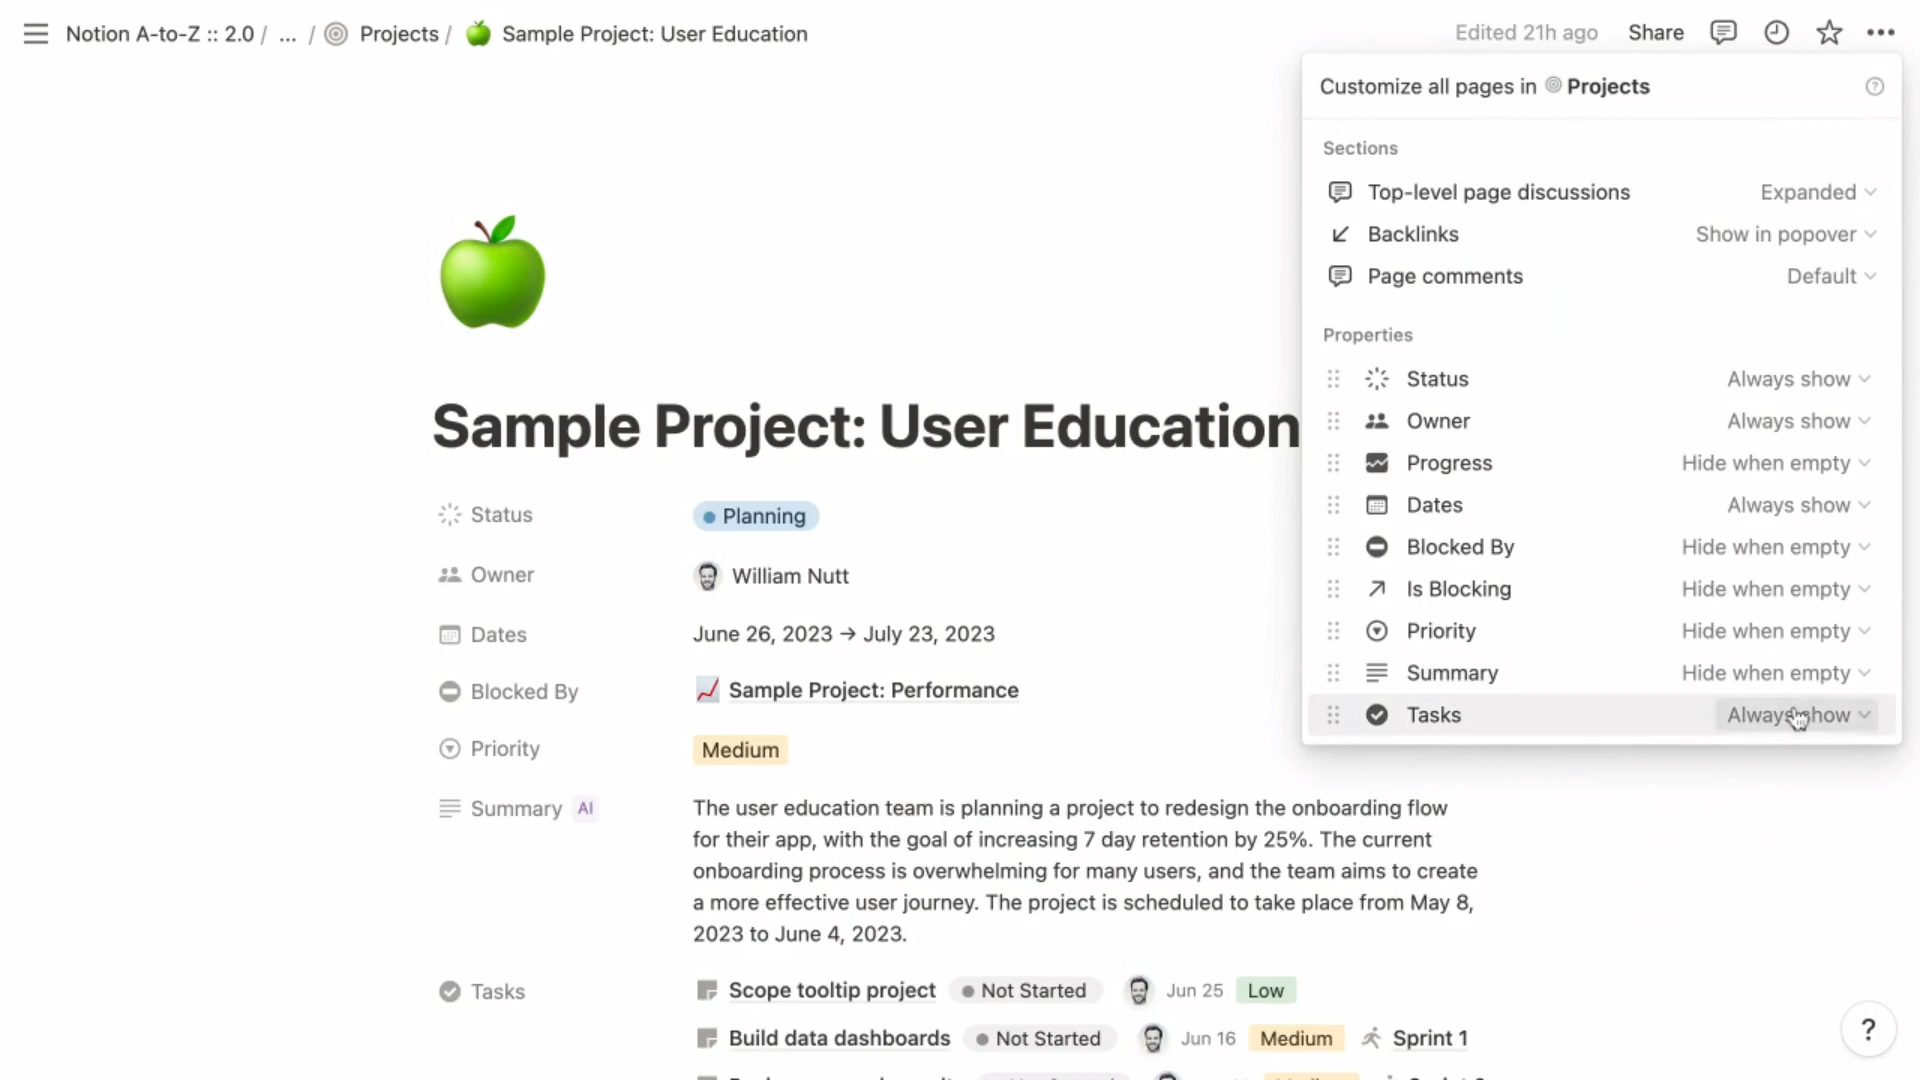 Notion A-to-Z :: 2.0 / ... / Projects / Sample Project: User Education
Edited 21h ago Share
Customize all pages in Projects
Sections
Top-level page discussions Expanded
Backlinks Show in popover
Page comments Default
Properties
Status Always show
Owner Always show
Progress Hide when empty
Dates Always show
Blocked By Hide when empty
Is Blocking Hide when empty
Priority Hide when empty
Summary Hide when empty
Tasks Always show
Sample Project: User Education
Status Planning
Owner William Nutt
Dates June 26, 2023 → July 23, 2023
Blocked By Sample Project: Performance
Priority Medium
Summary AI The user education team is planning a project to redesign the onboarding flow
for their app, with the goal of increasing 7 day retention by 25%. The current
onboarding process is overwhelming for many users, and the team aims to create
a more effective user journey. The project is scheduled to take place from May 8,
2023 to June 4, 2023.
Tasks Scope tooltip project Not Started Jun 25 Low
Build data dashboards Not Started Jun 16 Medium Sprint 1
?